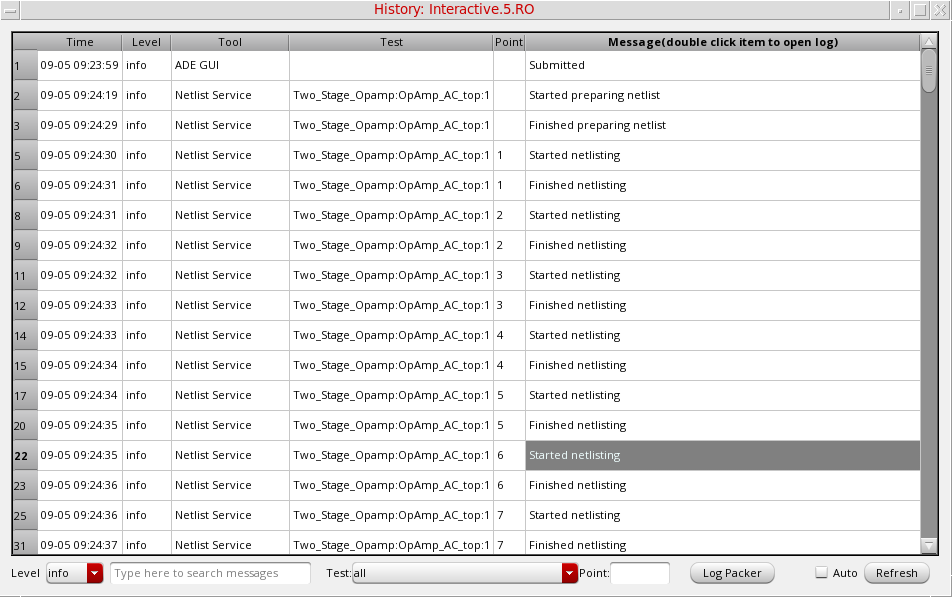 History: Interactive.5.RO
Time Level Tool Test Point Message(double click item to open log)
1 09-05 09:23:59 info ADE GUI Submitted
2 09-05 09:24:19 info Netlist Service Two_Stage_Opamp:OpAmp_AC_top:1 Started preparing netlist
3 09-05 09:24:29 info Netlist Service Two_Stage_Opamp:OpAmp_AC_top:1 Finished preparing netlist
5 09-05 09:24:30 info Netlist Service Two_Stage_Opamp:OpAmp_AC_top:1 1 Started netlisting
6 09-05 09:24:31 info Netlist Service Two_Stage_Opamp:OpAmp_AC_top:1 1 Finished netlisting
8 09-05 09:24:31 info Netlist Service Two_Stage_Opamp:OpAmp_AC_top:1 2 Started netlisting
9 09-05 09:24:32 info Netlist Service Two_Stage_Opamp:OpAmp_AC_top:1 2 Finished netlisting
11 09-05 09:24:32 info Netlist Service Two_Stage_Opamp:OpAmp_AC_top:1 3 Started netlisting
12 09-05 09:24:33 info Netlist Service Two_Stage_Opamp:OpAmp_AC_top:1 3 Finished netlisting
14 09-05 09:24:33 info Netlist Service Two_Stage_Opamp:OpAmp_AC_top:1 4 Started netlisting
15 09-05 09:24:34 info Netlist Service Two_Stage_Opamp:OpAmp_AC_top:1 4 Finished netlisting
17 09-05 09:24:34 info Netlist Service Two_Stage_Opamp:OpAmp_AC_top:1 5 Started netlisting
20 09-05 09:24:35 info Netlist Service Two_Stage_Opamp:OpAmp_AC_top:1 5 Finished netlisting
22 09-05 09:24:35 info Netlist Service Two_Stage_Opamp:OpAmp_AC_top:1 6 Started netlisting
23 09-05 09:24:36 info Netlist Service Two_Stage_Opamp:OpAmp_AC_top:1 6 Finished netlisting
25 09-05 09:24:36 info Netlist Service Two_Stage_Opamp:OpAmp_AC_top:1 7 Started netlisting
31 09-05 09:24:37 info Netlist Service Two_Stage_Opamp:OpAmp_AC_top:1 7 Finished netlisting
Level info Type here to search messages Test: all Point: Log Packer Auto Refresh